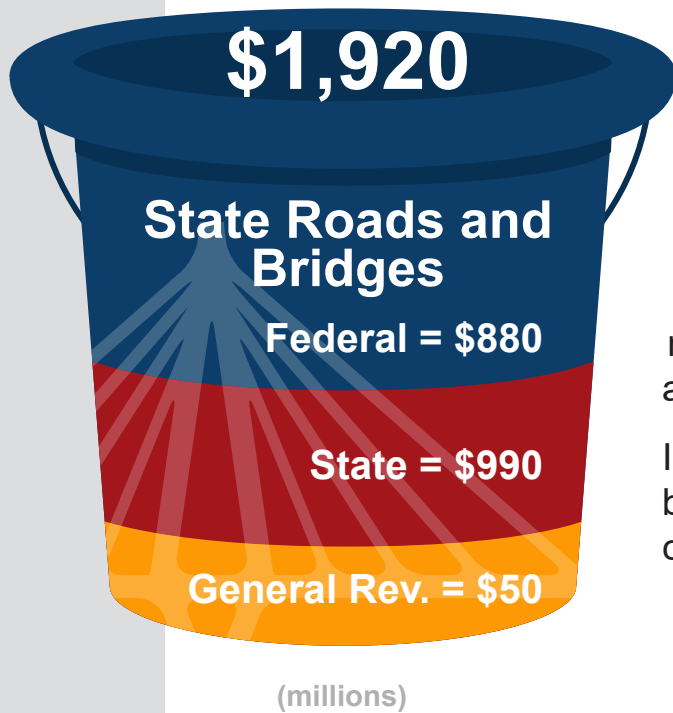 $1,920
State Roads and
Bridges
Federal = $880
State = $990
General Rev. = $50
(millions)